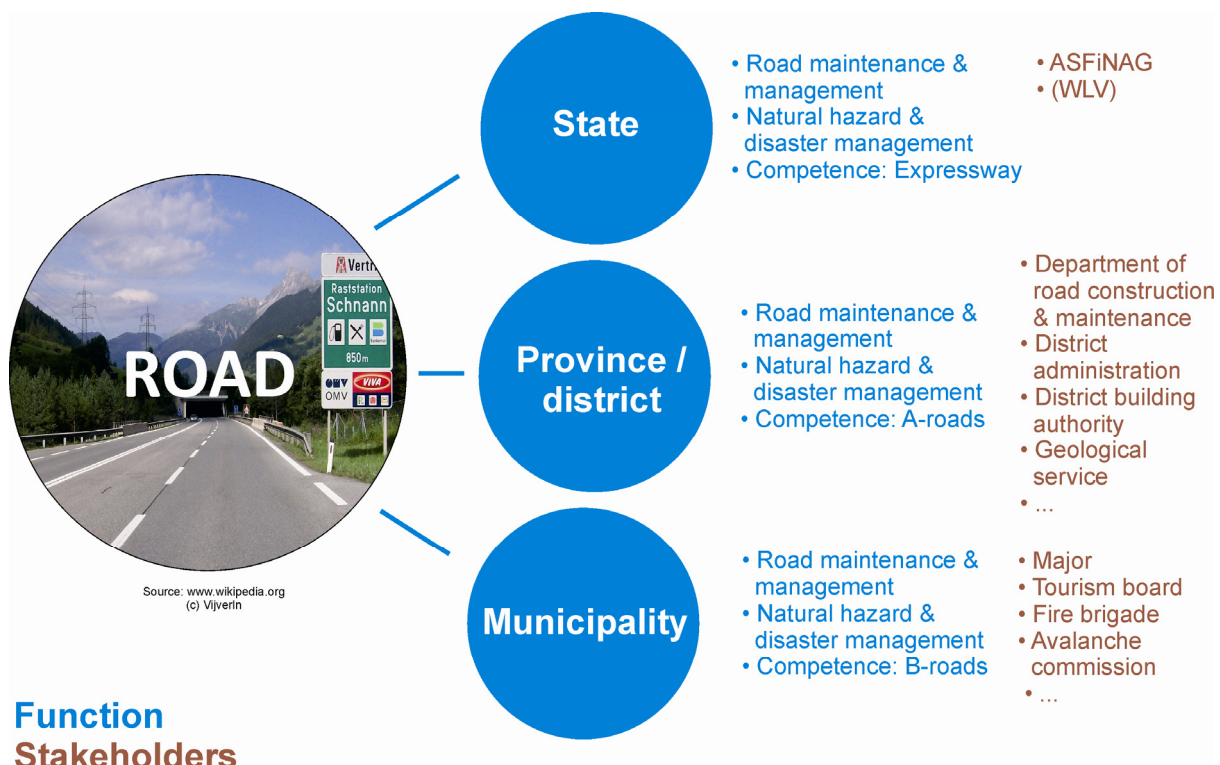 State
• Road maintenance &
management
• Natural hazard &
disaster management
• Competence: Expressway
• ASFiNAG
• (WLV)
ROAD
Vertri
Raststation
Schnann
850m
OMV
VIVA
Source: www.wikipedia.org
(c) VijverIn
Province /
district
• Road maintenance &
management
• Natural hazard &
disaster management
• Competence: A-roads
• Department of
road construction
& maintenance
• District
administration
• District building
authority
• Geological
service
• ...
Municipality
• Road maintenance &
management
• Natural hazard &
disaster management
• Competence: B-roads
• Major
• Tourism board
• Fire brigade
• Avalanche
commission
• ...
Function
Stakeholders